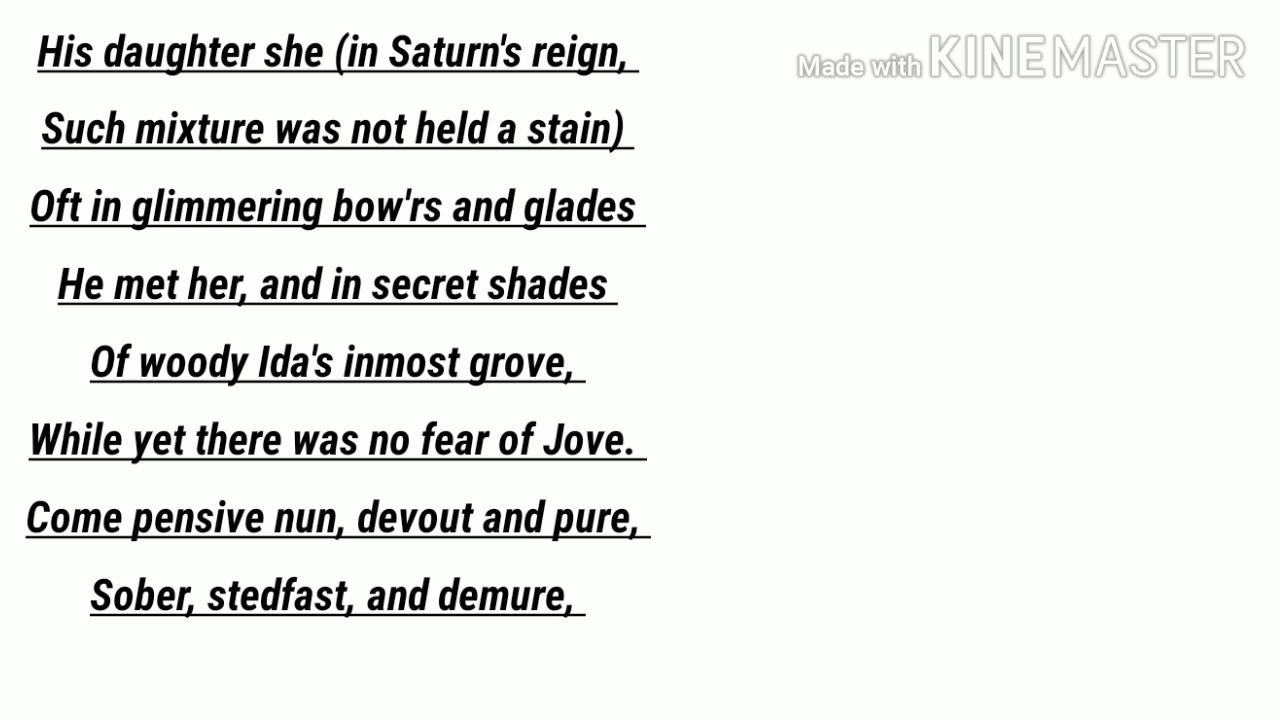 His daughter she (in Saturn's reign,
Made with KINEMASTER
Such mixture was not held a stain)
Oft in glimmering bow'rs and glades
He met her, and in secret shades
Of woody Ida's inmost grove,
While yet there was no fear of Jove.
Come pensive nun, devout and pure,
Sober, stedfast, and demure,